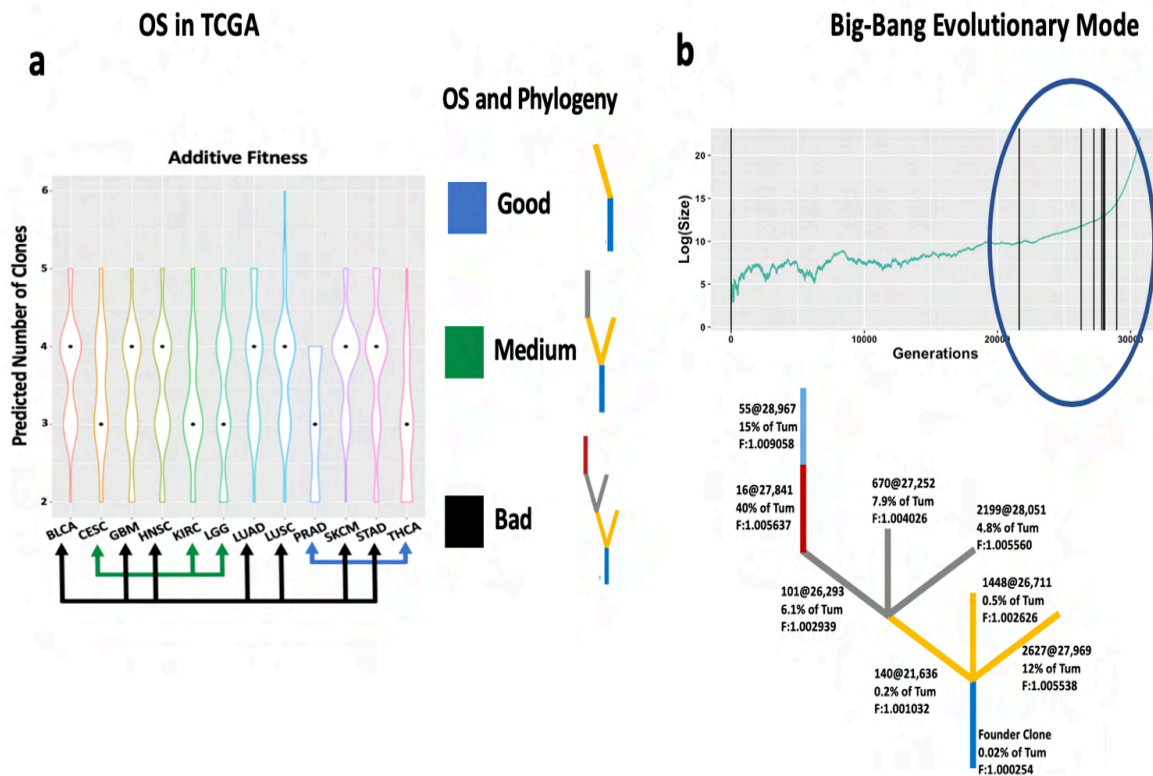 OS in TCGA
Big-Bang Evolutionary Mode
a
b
OS and Phylogeny
Additive Fitness
Predicted Number of Clones
6
5
4
3
2
BLCA
CESC
GBM
HNSC
KIRC
LGG
LUAD
LUSC
PRAD
SKCM
STAD
THCA
Good
Medium
Bad
Log(Size)
20
15
10
5
0
0
10000
20000
30000
Generations
55@28,967
15% of Tum
F:1.009058
16@27,841
40% of Tum
F:1.005637
670@27,252
7.9% of Tum
F:1.004026
2199@28,051
4.8% of Tum
F:1.005560
101@26,293
6.1% of Tum
F:1.002939
1448@26,711
0.5% of Tum
F:1.002626
2627@27,969
12% of Tum
F:1.005538
140@21,636
0.2% of Tum
F:1.001032
Founder Clone
0.02% of Tum
F:1.000254